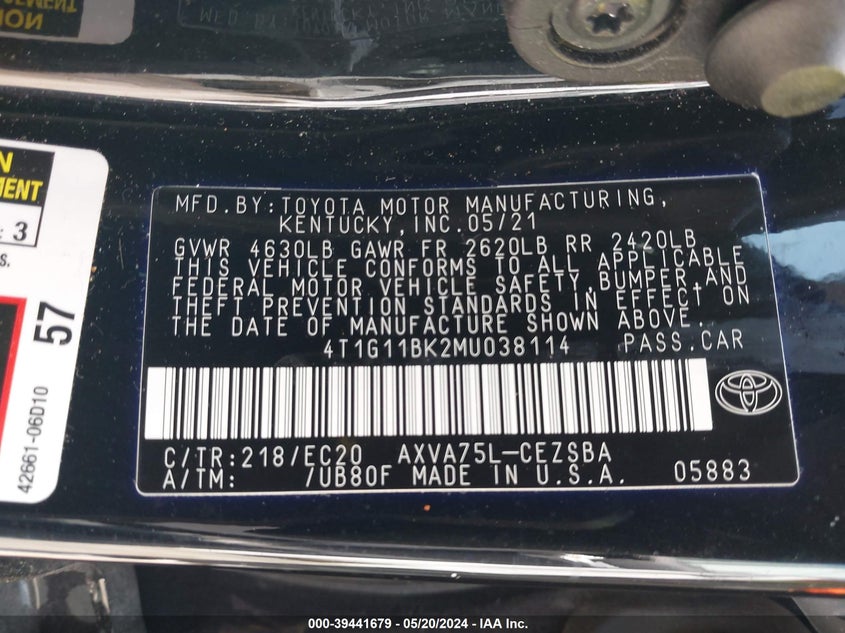 MFD.BY:TOYOTA MOTOR MANUFACTURING,
KENTUCKY,INC.05/21
GVWR 4630LB GAWR FR 2620LB RR 2420LB
THIS VEHICLE CONFORMS TO ALL APPLICABLE
FEDERAL MOTOR VEHICLE SAFETY,BUMPER,AND
THEFT PREVENTION STANDARDS IN EFFECT ON
THE DATE OF MANUFACTURE SHOWN ABOVE.
4T1G11BK2MU038114 PASS.CAR
C/TR:218/EC20 AXVA75L-CEZSBA
A/TM: /UB80F MADE IN U.S.A. 05883
3
57
42661-06D10
000-39441679 - 05/20/2024 - IAA Inc.